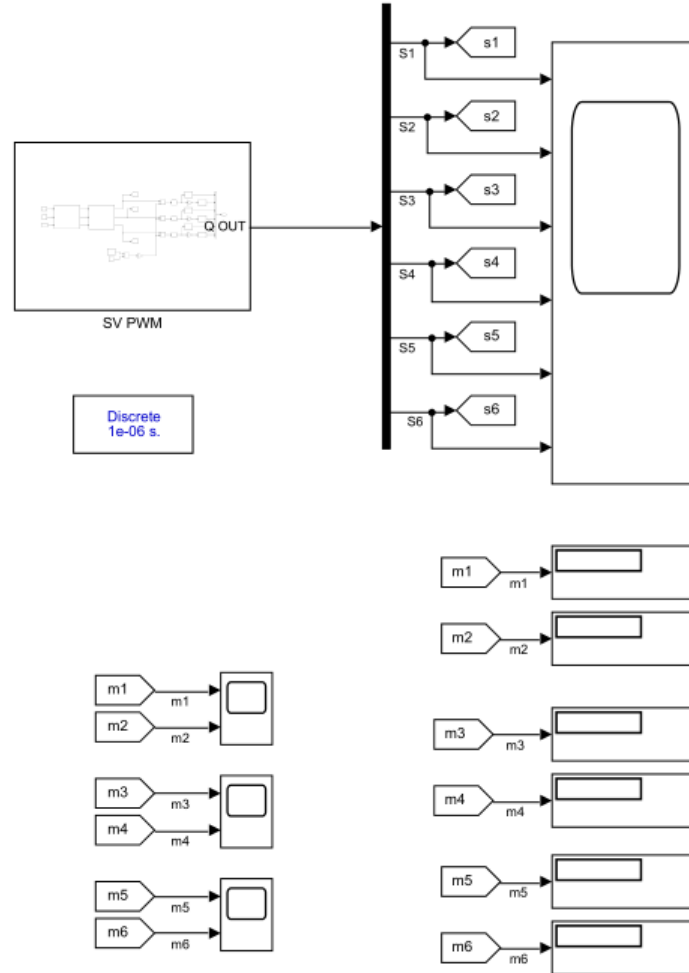 s1
S1
s2
S2
s3
S3
Q OUT
s4
S4
SV PWM
s5
S5
Discrete
1e-06 s.
s6
S6
m1
m1
m2
m2
m1
m1
m2
m2
m3
m3
m3
m3
m4
m4
m4
m4
m5
m5
m5
m5
m6
m6
m6
m6